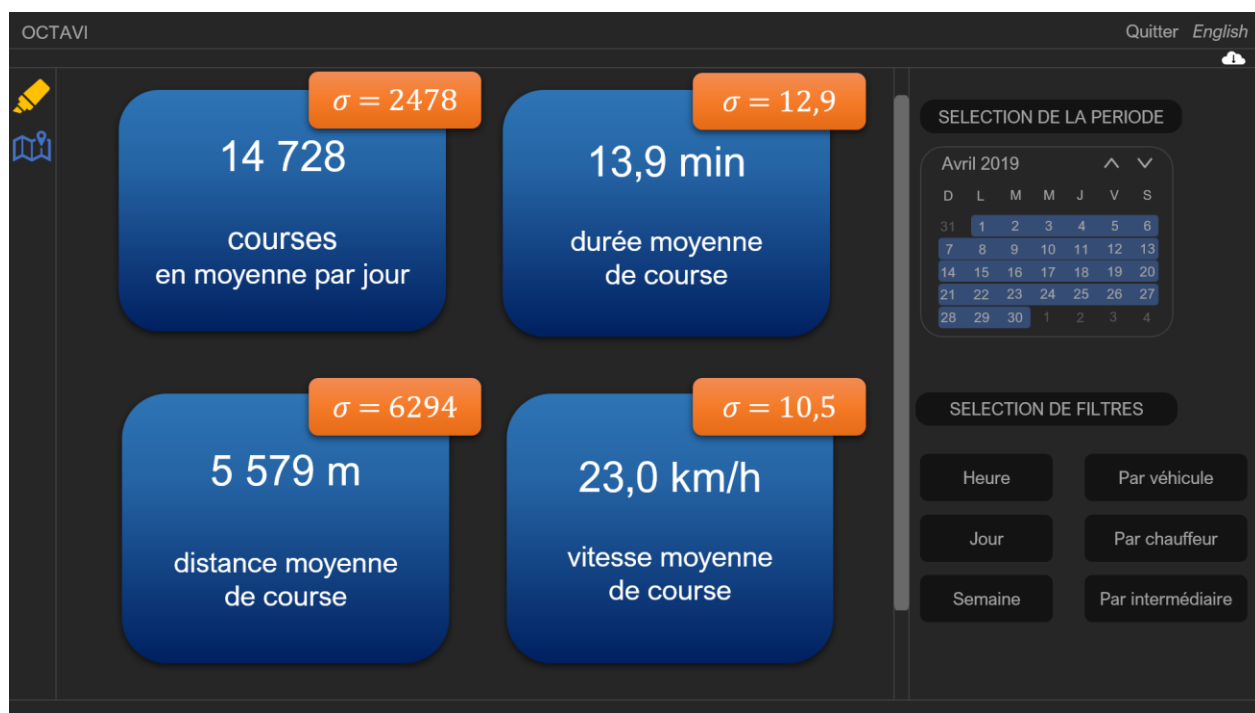 OCTAVI
Quitter English
σ = 2478
14 728
courses
en moyenne par jour
σ = 12,9
13,9 min
durée moyenne
de course
σ = 6294
5 579 m
distance moyenne
de course
σ = 10,5
23,0 km/h
vitesse moyenne
de course
SELECTION DE LA PERIODE
Avril 2019
D L M M J V S
31 1 2 3 4 5 6
7 8 9 10 11 12 13
14 15 16 17 18 19 20
21 22 23 24 25 26 27
28 29 30 1 2 3 4
SELECTION DE FILTRES
Heure
Par véhicule
Jour
Par chauffeur
Semaine
Par intermédiaire